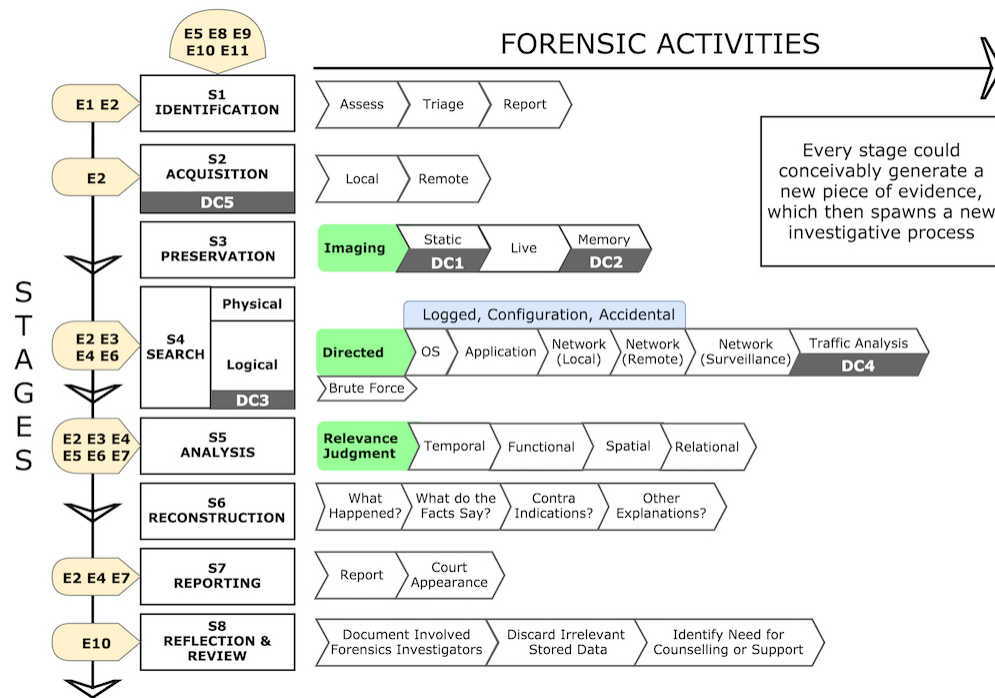 E5 E8 E9
E10 E11
FORENSIC ACTIVITIES
E1 E2
S1
IDENTIFiCATION
Assess
Triage
Report
Every stage could
conceivably generate a
new piece of evidence,
which then spawns a new
investigative process
E2
S2
ACQUISITION
DC5
Local
Remote
S3
PRESERVATION
Imaging
Static
DC1
Live
Memory
DC2
STAGES
E2 E3
E4 E6
S4
SEARCH
Physical
Logical
DC3
Logged, Configuration, Accidental
Directed
OS
Application
Network
(Local)
Network
(Remote)
Network
(Surveillance)
Traffic Analysis
DC4
Brute Force
E2 E3 E4
E5 E6 E7
S5
ANALYSIS
Relevance
Judgment
Temporal
Functional
Spatial
Relational
S6
RECONSTRUCTION
What
Happened?
What do the
Facts Say?
Contra
Indications?
Other
Explanations?
E2 E4 E7
S7
REPORTING
Report
Court
Appearance
E10
S8
REFLECTION &
REVIEW
Document Involved
Forensics Investigators
Discard Irrelevant
Stored Data
Identify Need for
Counselling or Support